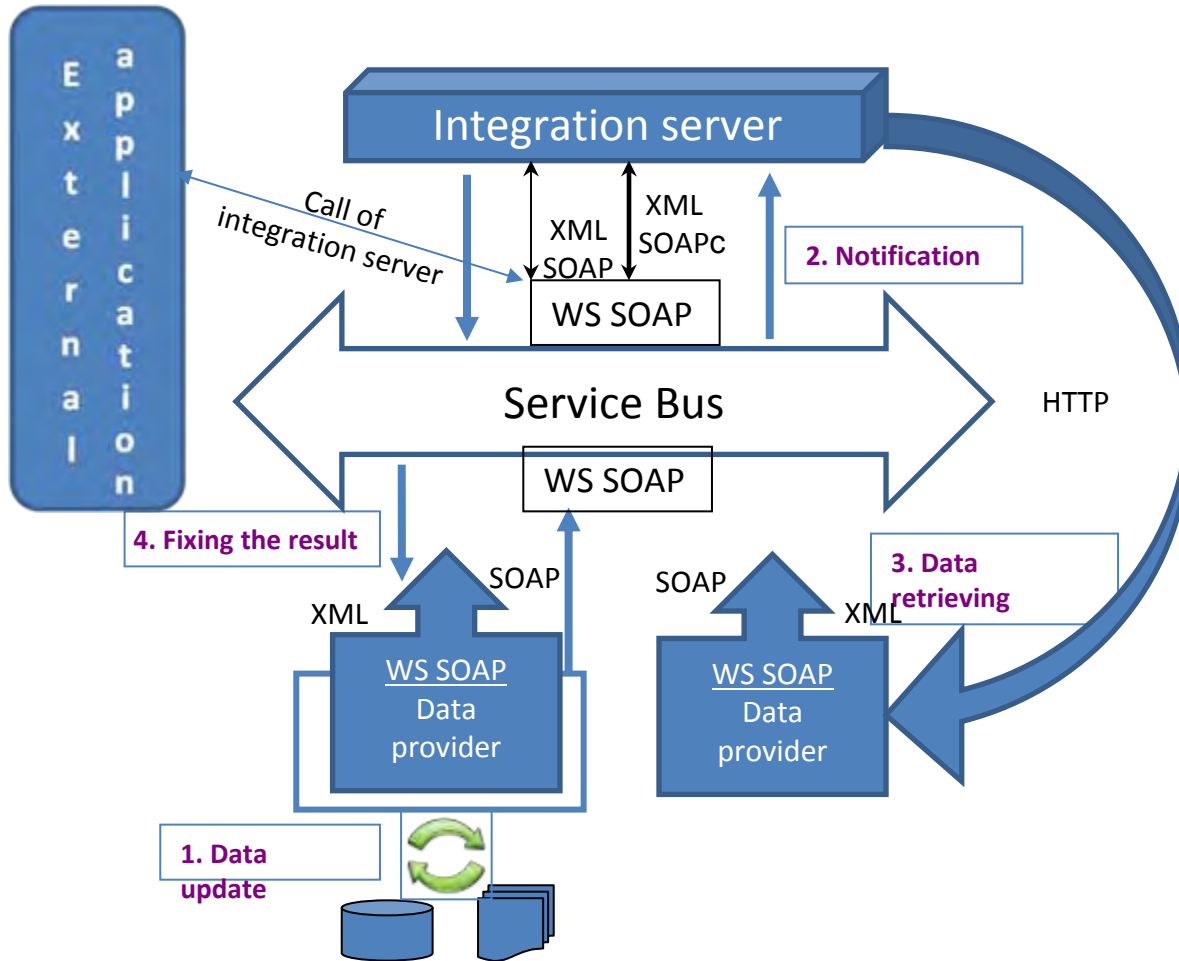 External
application
Integration server
Call of
integration server
XML
SOAP
XML
SOAPc
2. Notification
WS SOAP
Service Bus
HTTP
WS SOAP
4. Fixing the result
SOAP
XML
SOAP
XML
3. Data
retrieving
WS SOAP
Data
provider
WS SOAP
Data
provider
1. Data
update